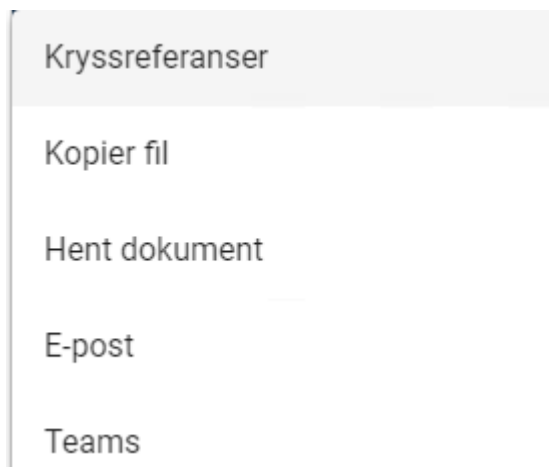 Kryssreferanser
Kopier fil
Hent dokument
E-post
Teams